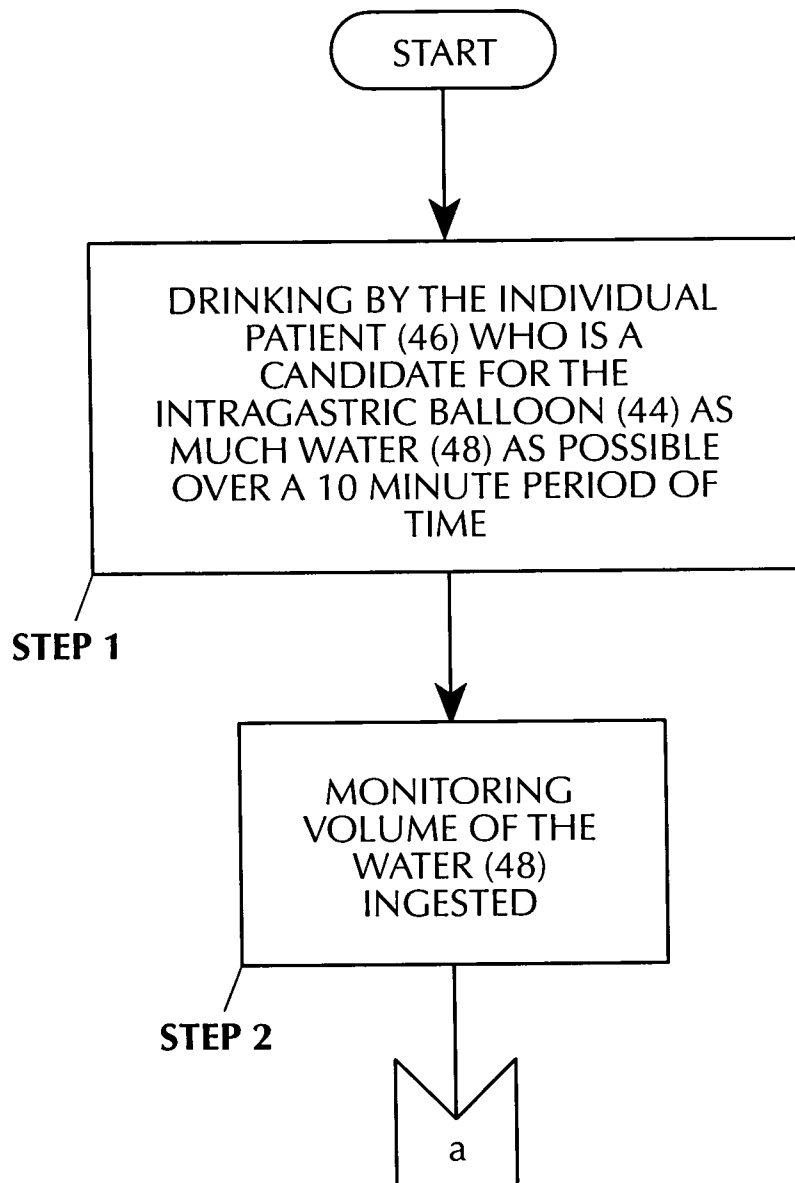 START
DRINKING BY THE INDIVIDUAL
PATIENT (46) WHO IS A
CANDIDATE FOR THE
INTRAGASTRIC BALLOON (44) AS
MUCH WATER (48) AS POSSIBLE
OVER A 10 MINUTE PERIOD OF
TIME
STEP 1
MONITORING
VOLUME OF THE
WATER (48)
INGESTED
STEP 2
a